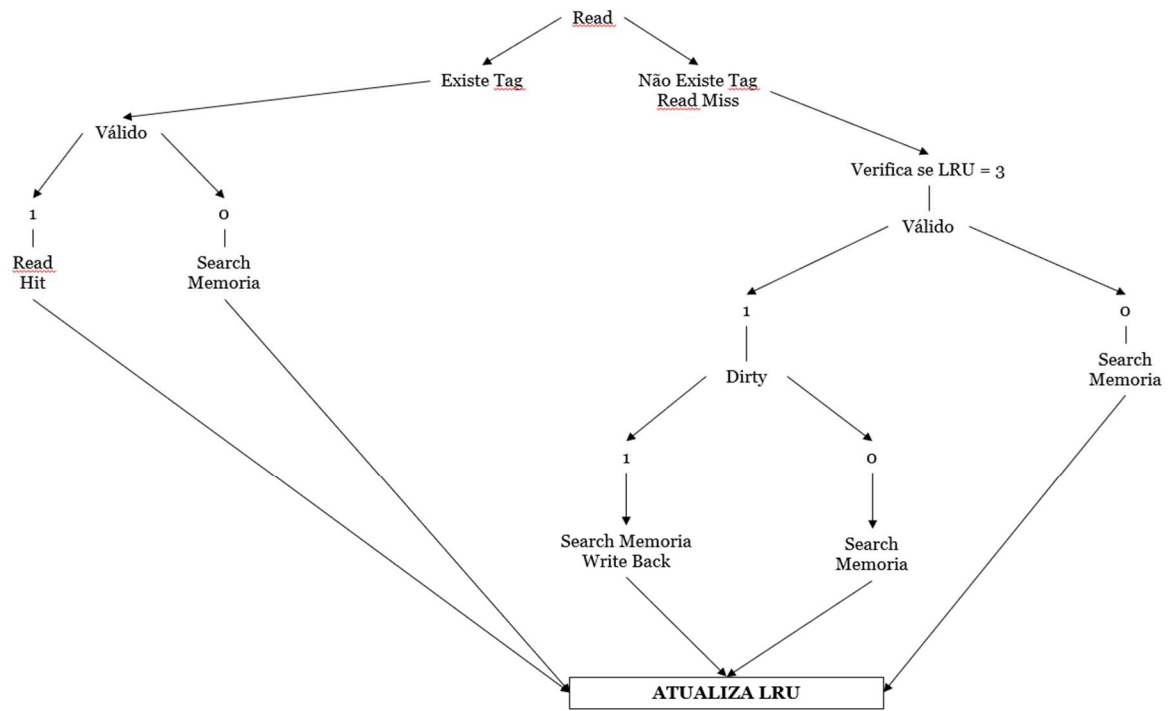 Read
Existe Tag
Não Existe Tag
Read Miss
Válido
Verifica se LRU = 3
1
0
Válido
Read
Hit
Search
Memoria
1
0
Search
Memoria
Dirty
1
0
Search Memoria
Write Back
Search
Memoria
ATUALIZA LRU